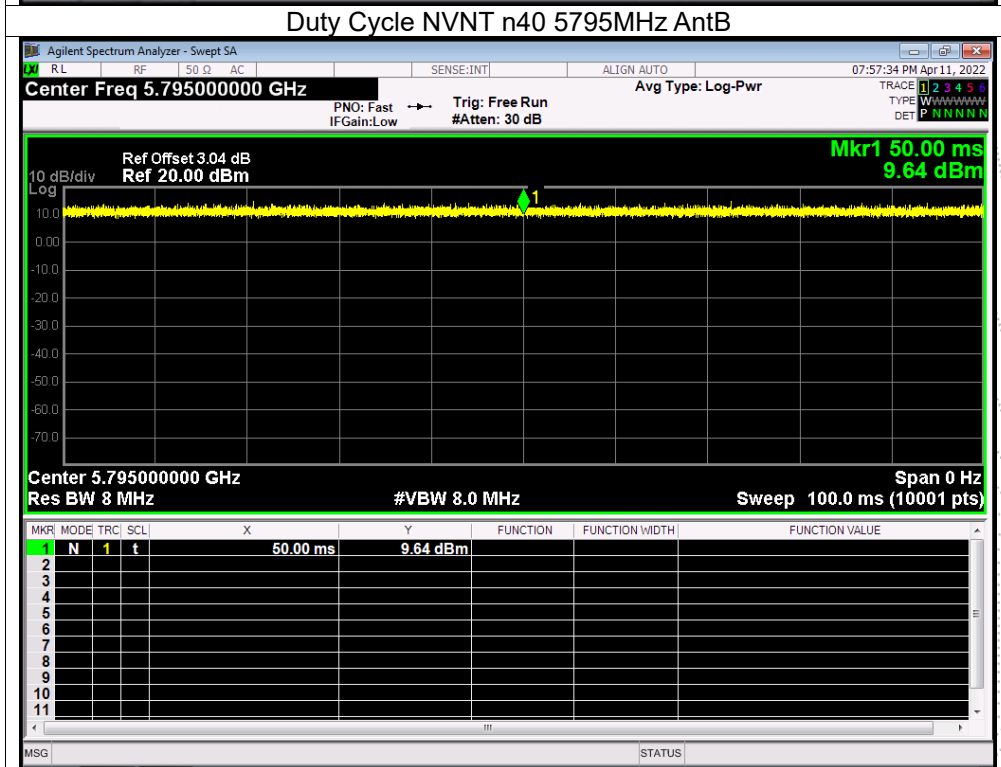 Duty Cycle NVNT n40 5795MHz AntB
Agilent Spectrum Analyzer - Swept SA
LXI RL RF 50 Ω AC SENSE:INT ALIGN AUTO 07:57:34 PM Apr 11, 2022
Center Freq 5.795000000 GHz Avg Type: Log-Pwr TRACE 1 2 3 4 5 6
PNO: Fast Trig: Free Run TYPE WWWWWW
IFGain:Low #Atten: 30 dB DET P N N N N N
Mkr1 50.00 ms
Ref Offset 3.04 dB
10 dB/div Ref 20.00 dBm 9.64 dBm
Log
1
10.0
0.00
-10.0
-20.0
-30.0
-40.0
-50.0
-60.0
-70.0
Center 5.795000000 GHz Span 0 Hz
Res BW 8 MHz #VBW 8.0 MHz Sweep 100.0 ms (10001 pts)
MKR MODE TRC SCL X Y FUNCTION FUNCTION WIDTH FUNCTION VALUE
1 N 1 t 50.00 ms 9.64 dBm
2
3
4
5
6
7
8
9
10
11
MSG STATUS